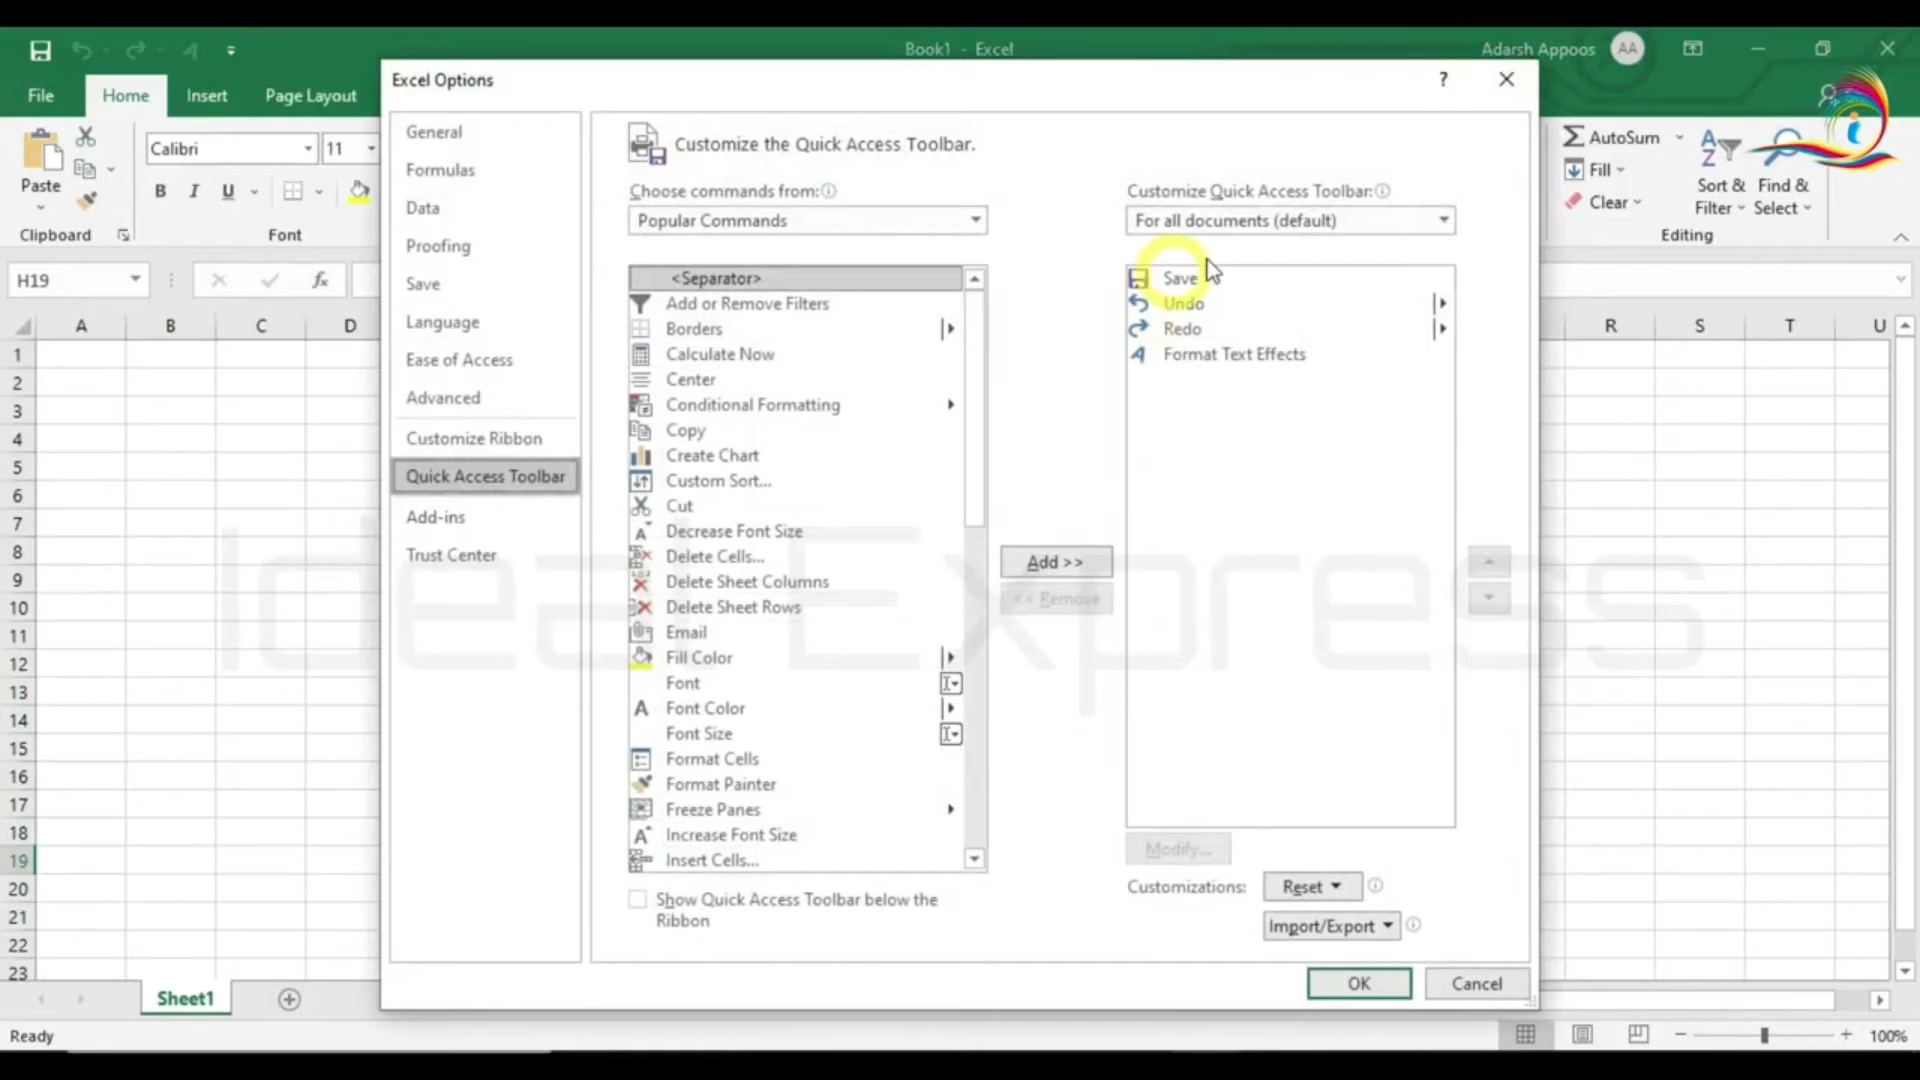 Book1 - Excel
Adarsh Appoos
AA
File
Home
Insert
Page Layout
Excel Options
?
General
Formulas
Data
Proofing
Save
Language
Ease of Access
Advanced
Customize Ribbon
Quick Access Toolbar
Add-ins
Trust Center
Customize the Quick Access Toolbar.
Choose commands from:
Popular Commands
<Separator>
Add or Remove Filters
Borders
Calculate Now
Center
Conditional Formatting
Copy
Create Chart
Custom Sort...
Cut
Decrease Font Size
Delete Cells...
Delete Sheet Columns
Delete Sheet Rows
Email
Fill Color
Font
Font Color
Font Size
Format Cells
Format Painter
Freeze Panes
Increase Font Size
Insert Cells...
Show Quick Access Toolbar below the
Ribbon
Add >>
<< Remove
Customize Quick Access Toolbar:
For all documents (default)
Save
Undo
Redo
Format Text Effects
Modify...
Customizations:
Reset
Import/Export
OK
Cancel
Paste
Clipboard
Calibri
11
B I U
Font
AutoSum
Fill
Clear
Sort &
Filter
Find &
Select
Editing
H19
fx
A B C D
R S T U
1
2
3
4
5
6
7
8
9
10
11
12
13
14
15
16
17
18
19
20
21
22
23
Sheet1
Ready
100%
Ideal Express